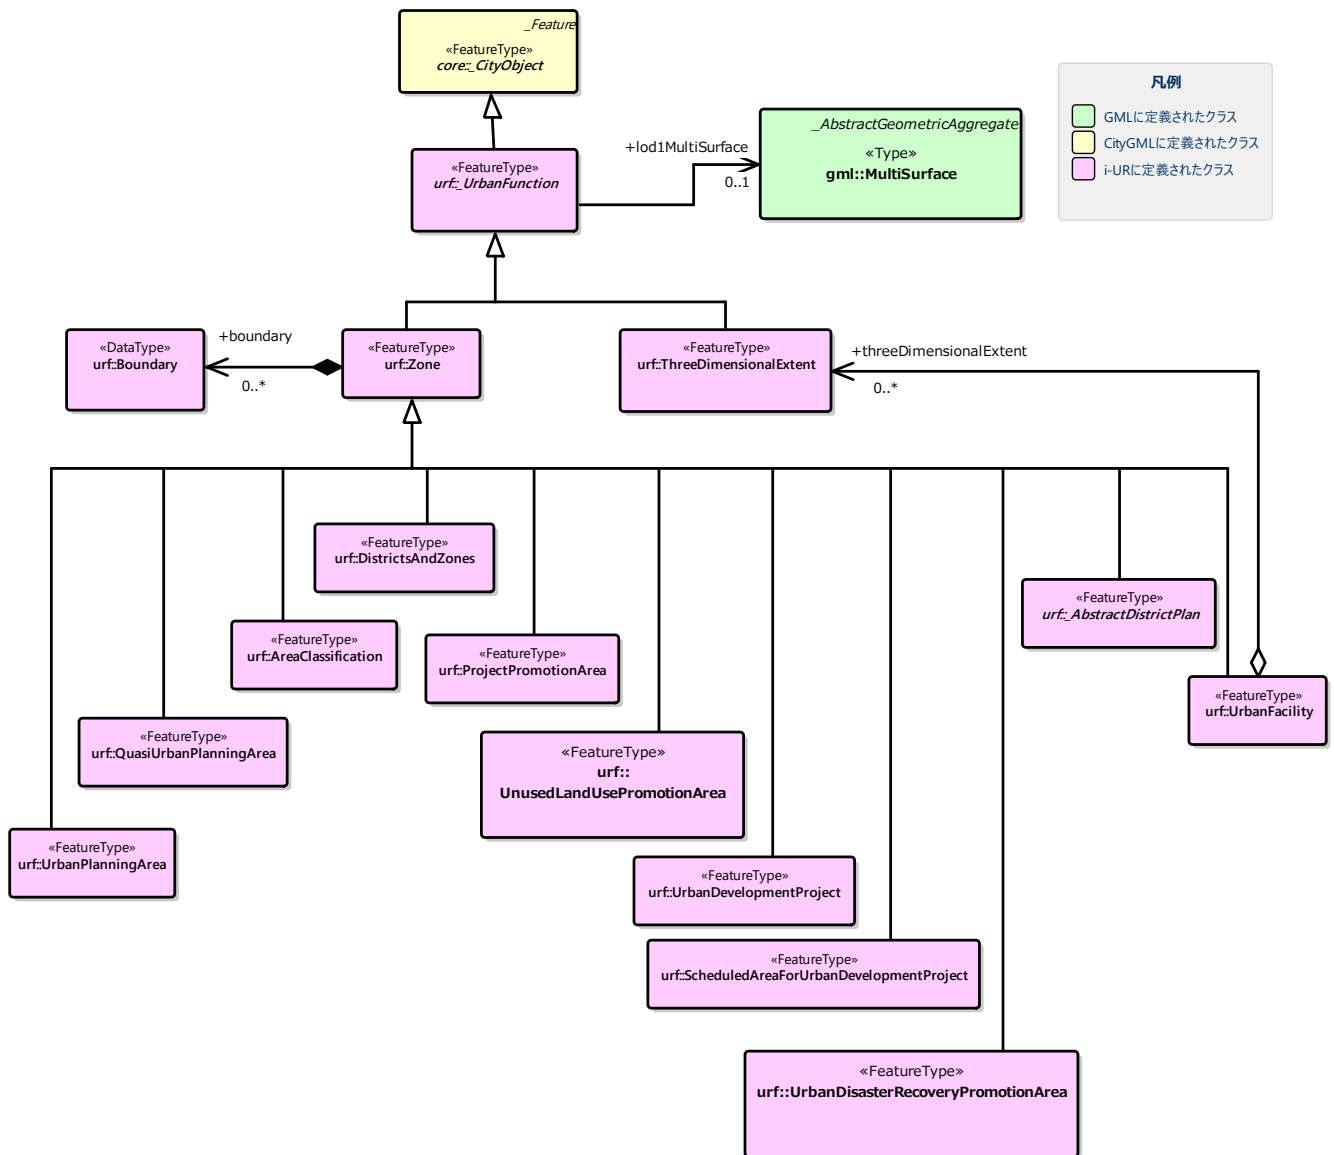 _Feature
«FeatureType»
core::_CityObject
凡例
GMLに定義されたクラス
CityGMLに定義されたクラス
i-URに定義されたクラス
_AbstractGeometricAggregate
«Type»
gml::MultiSurface
+lod1MultiSurface
0..1
«FeatureType»
urf::_UrbanFunction
«DataType»
urf::Boundary
+boundary
0..*
«FeatureType»
urf::Zone
«FeatureType»
urf::ThreeDimensionalExtent
+threeDimensionalExtent
0..*
«FeatureType»
urf::DistrictsAndZones
«FeatureType»
urf::_AbstractDistrictPlan
«FeatureType»
urf::AreaClassification
«FeatureType»
urf::ProjectPromotionArea
«FeatureType»
urf::UrbanFacility
«FeatureType»
urf::QuasiUrbanPlanningArea
«FeatureType»
urf::
UnusedLandUsePromotionArea
«FeatureType»
urf::UrbanPlanningArea
«FeatureType»
urf::UrbanDevelopmentProject
«FeatureType»
urf::ScheduledAreaForUrbanDevelopmentProject
«FeatureType»
urf::UrbanDisasterRecoveryPromotionArea